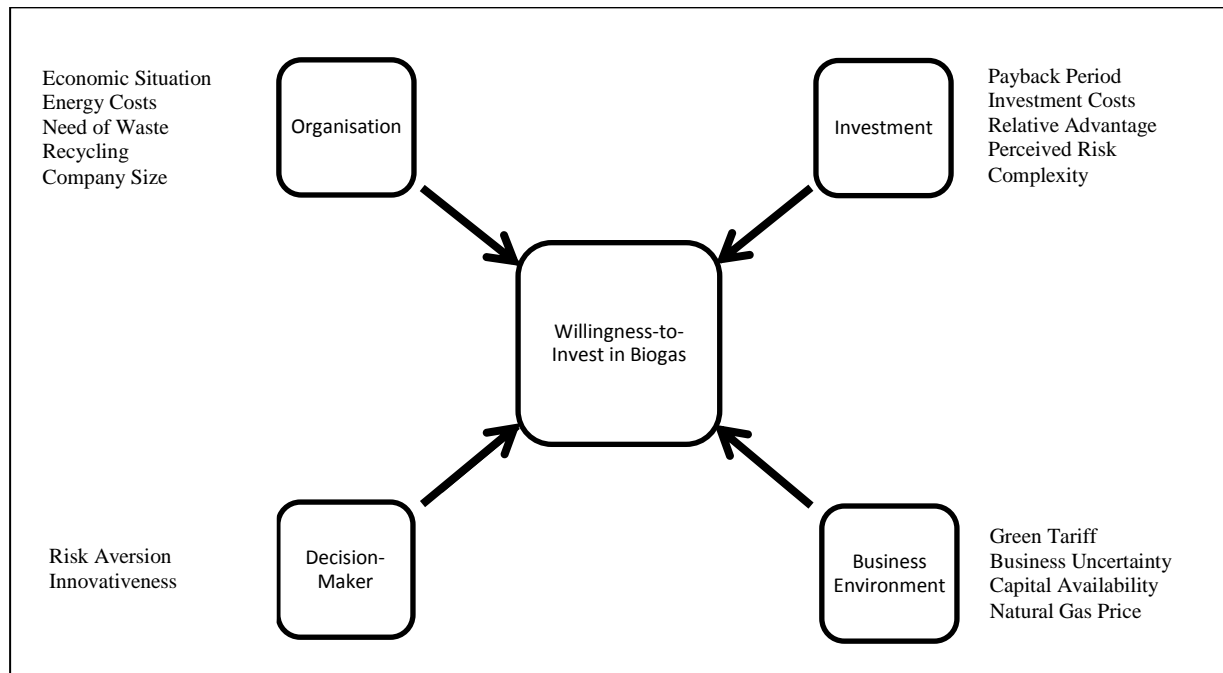 Economic Situation
Energy Costs
Need of Waste
Recycling
Company Size
Organisation
Investment
Payback Period
Investment Costs
Relative Advantage
Perceived Risk
Complexity
Willingness-to-
Invest in Biogas
Risk Aversion
Innovativeness
Decision-
Maker
Business
Environment
Green Tariff
Business Uncertainty
Capital Availability
Natural Gas Price